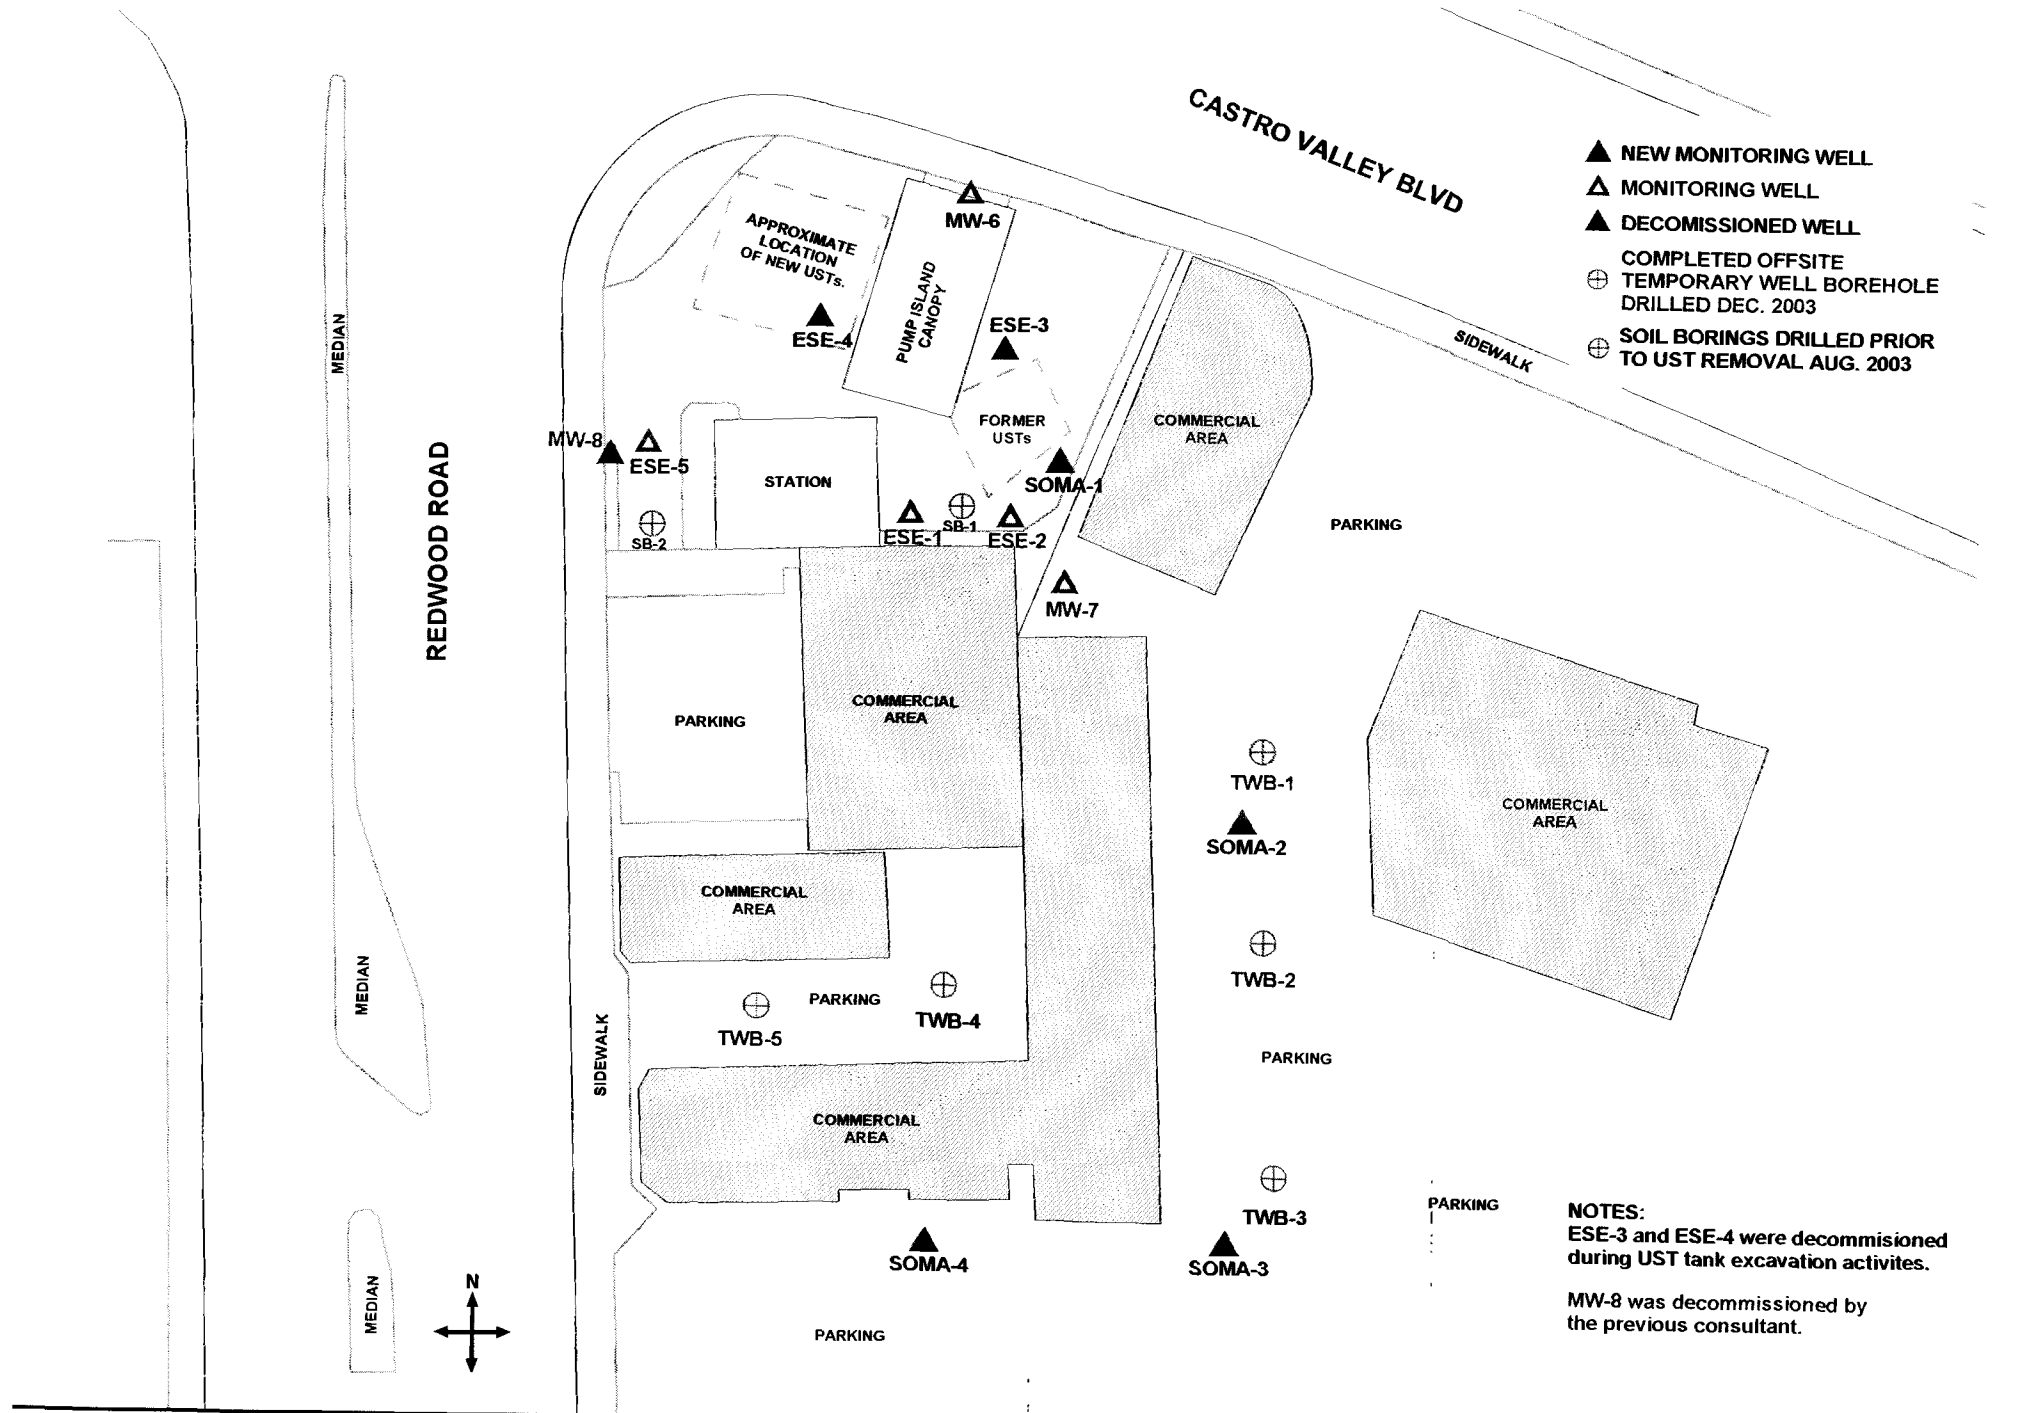 CASTRO VALLEY BLVD
NEW MONITORING WELL
MONITORING WELL
DECOMISSIONED WELL
COMPLETED OFFSITE
TEMPORARY WELL BOREHOLE
DRILLED DEC. 2003
SOIL BORINGS DRILLED PRIOR
TO UST REMOVAL AUG. 2003
MW-6
APPROXIMATE
LOCATION
OF NEW USTs.
PUMP ISLAND
CANOPY
ESE-4
ESE-3
MEDIAN
SIDEWALK
FORMER
USTs
COMMERCIAL
AREA
MW-8
ESE-5
STATION
SOMA-1
REDWOOD ROAD
SB-2
ESE-1
SB-1
ESE-2
PARKING
MW-7
PARKING
COMMERCIAL
AREA
TWB-1
COMMERCIAL
AREA
SOMA-2
COMMERCIAL
AREA
MEDIAN
TWB-2
PARKING
TWB-5
TWB-4
SIDEWALK
PARKING
COMMERCIAL
AREA
TWB-3
PARKING
SOMA-4
SOMA-3
NOTES:
ESE-3 and ESE-4 were decommisioned
during UST tank excavation activites.
MW-8 was decommissioned by
the previous consultant.
MEDIAN
N
PARKING